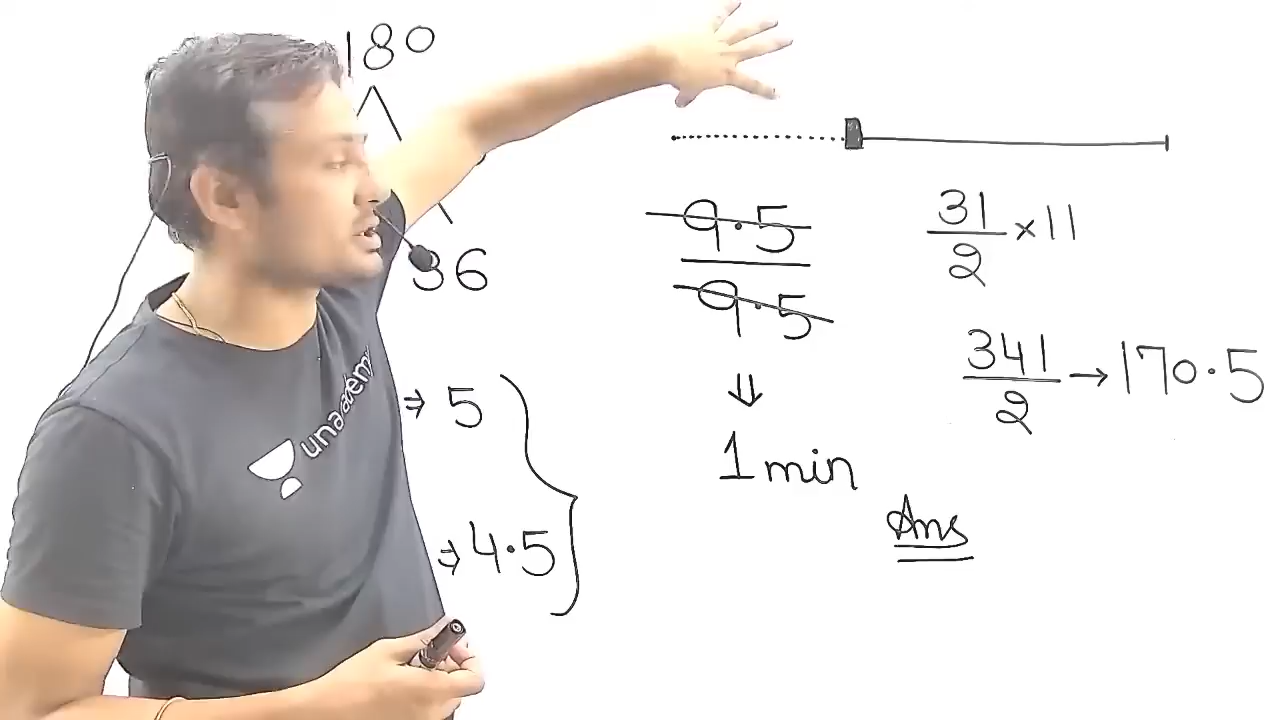 180
36
⇒ 5
⇒ 4.5
9.5
9.5
⇓
1 min
31/2 × 11
341/2 → 170.5
Ans
unacademy